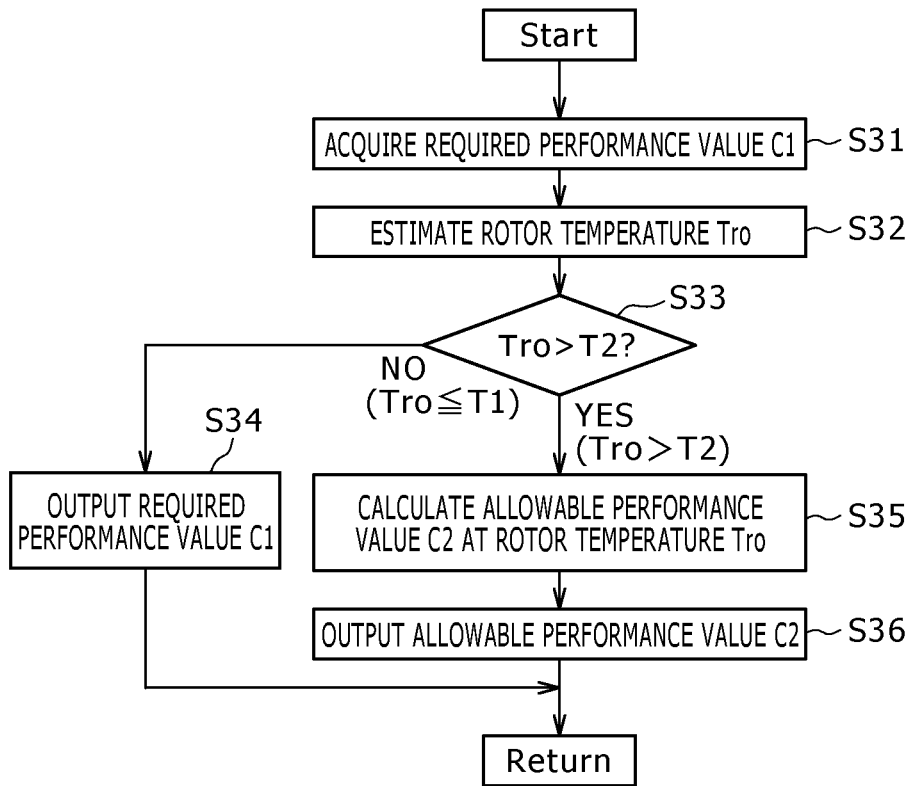 Start
ACQUIRE REQUIRED PERFORMANCE VALUE C1
S31
ESTIMATE ROTOR TEMPERATURE Tro
S32
S33
Tro>T2?
NO
(Tro≦T1)
YES
(Tro>T2)
S34
OUTPUT REQUIRED
PERFORMANCE VALUE C1
CALCULATE ALLOWABLE PERFORMANCE
VALUE C2 AT ROTOR TEMPERATURE Tro
S35
OUTPUT ALLOWABLE PERFORMANCE VALUE C2
S36
Return